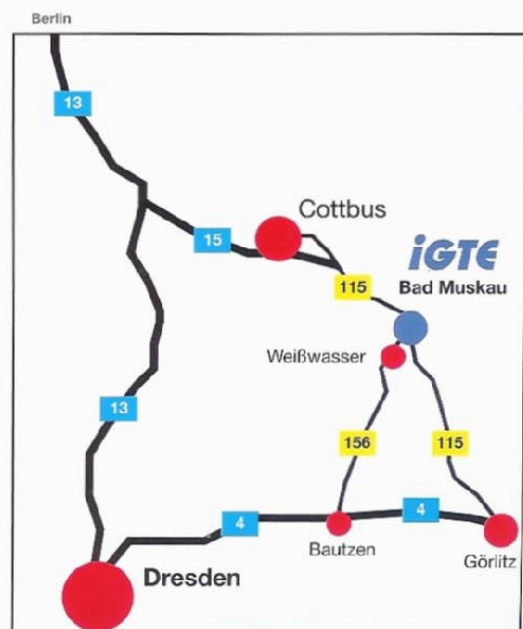 Berlin
13
Cottbus
15
iGTE
115
Bad Muskau
Weißwasser
13
156
115
4
4
Bautzen
Görlitz
Dresden